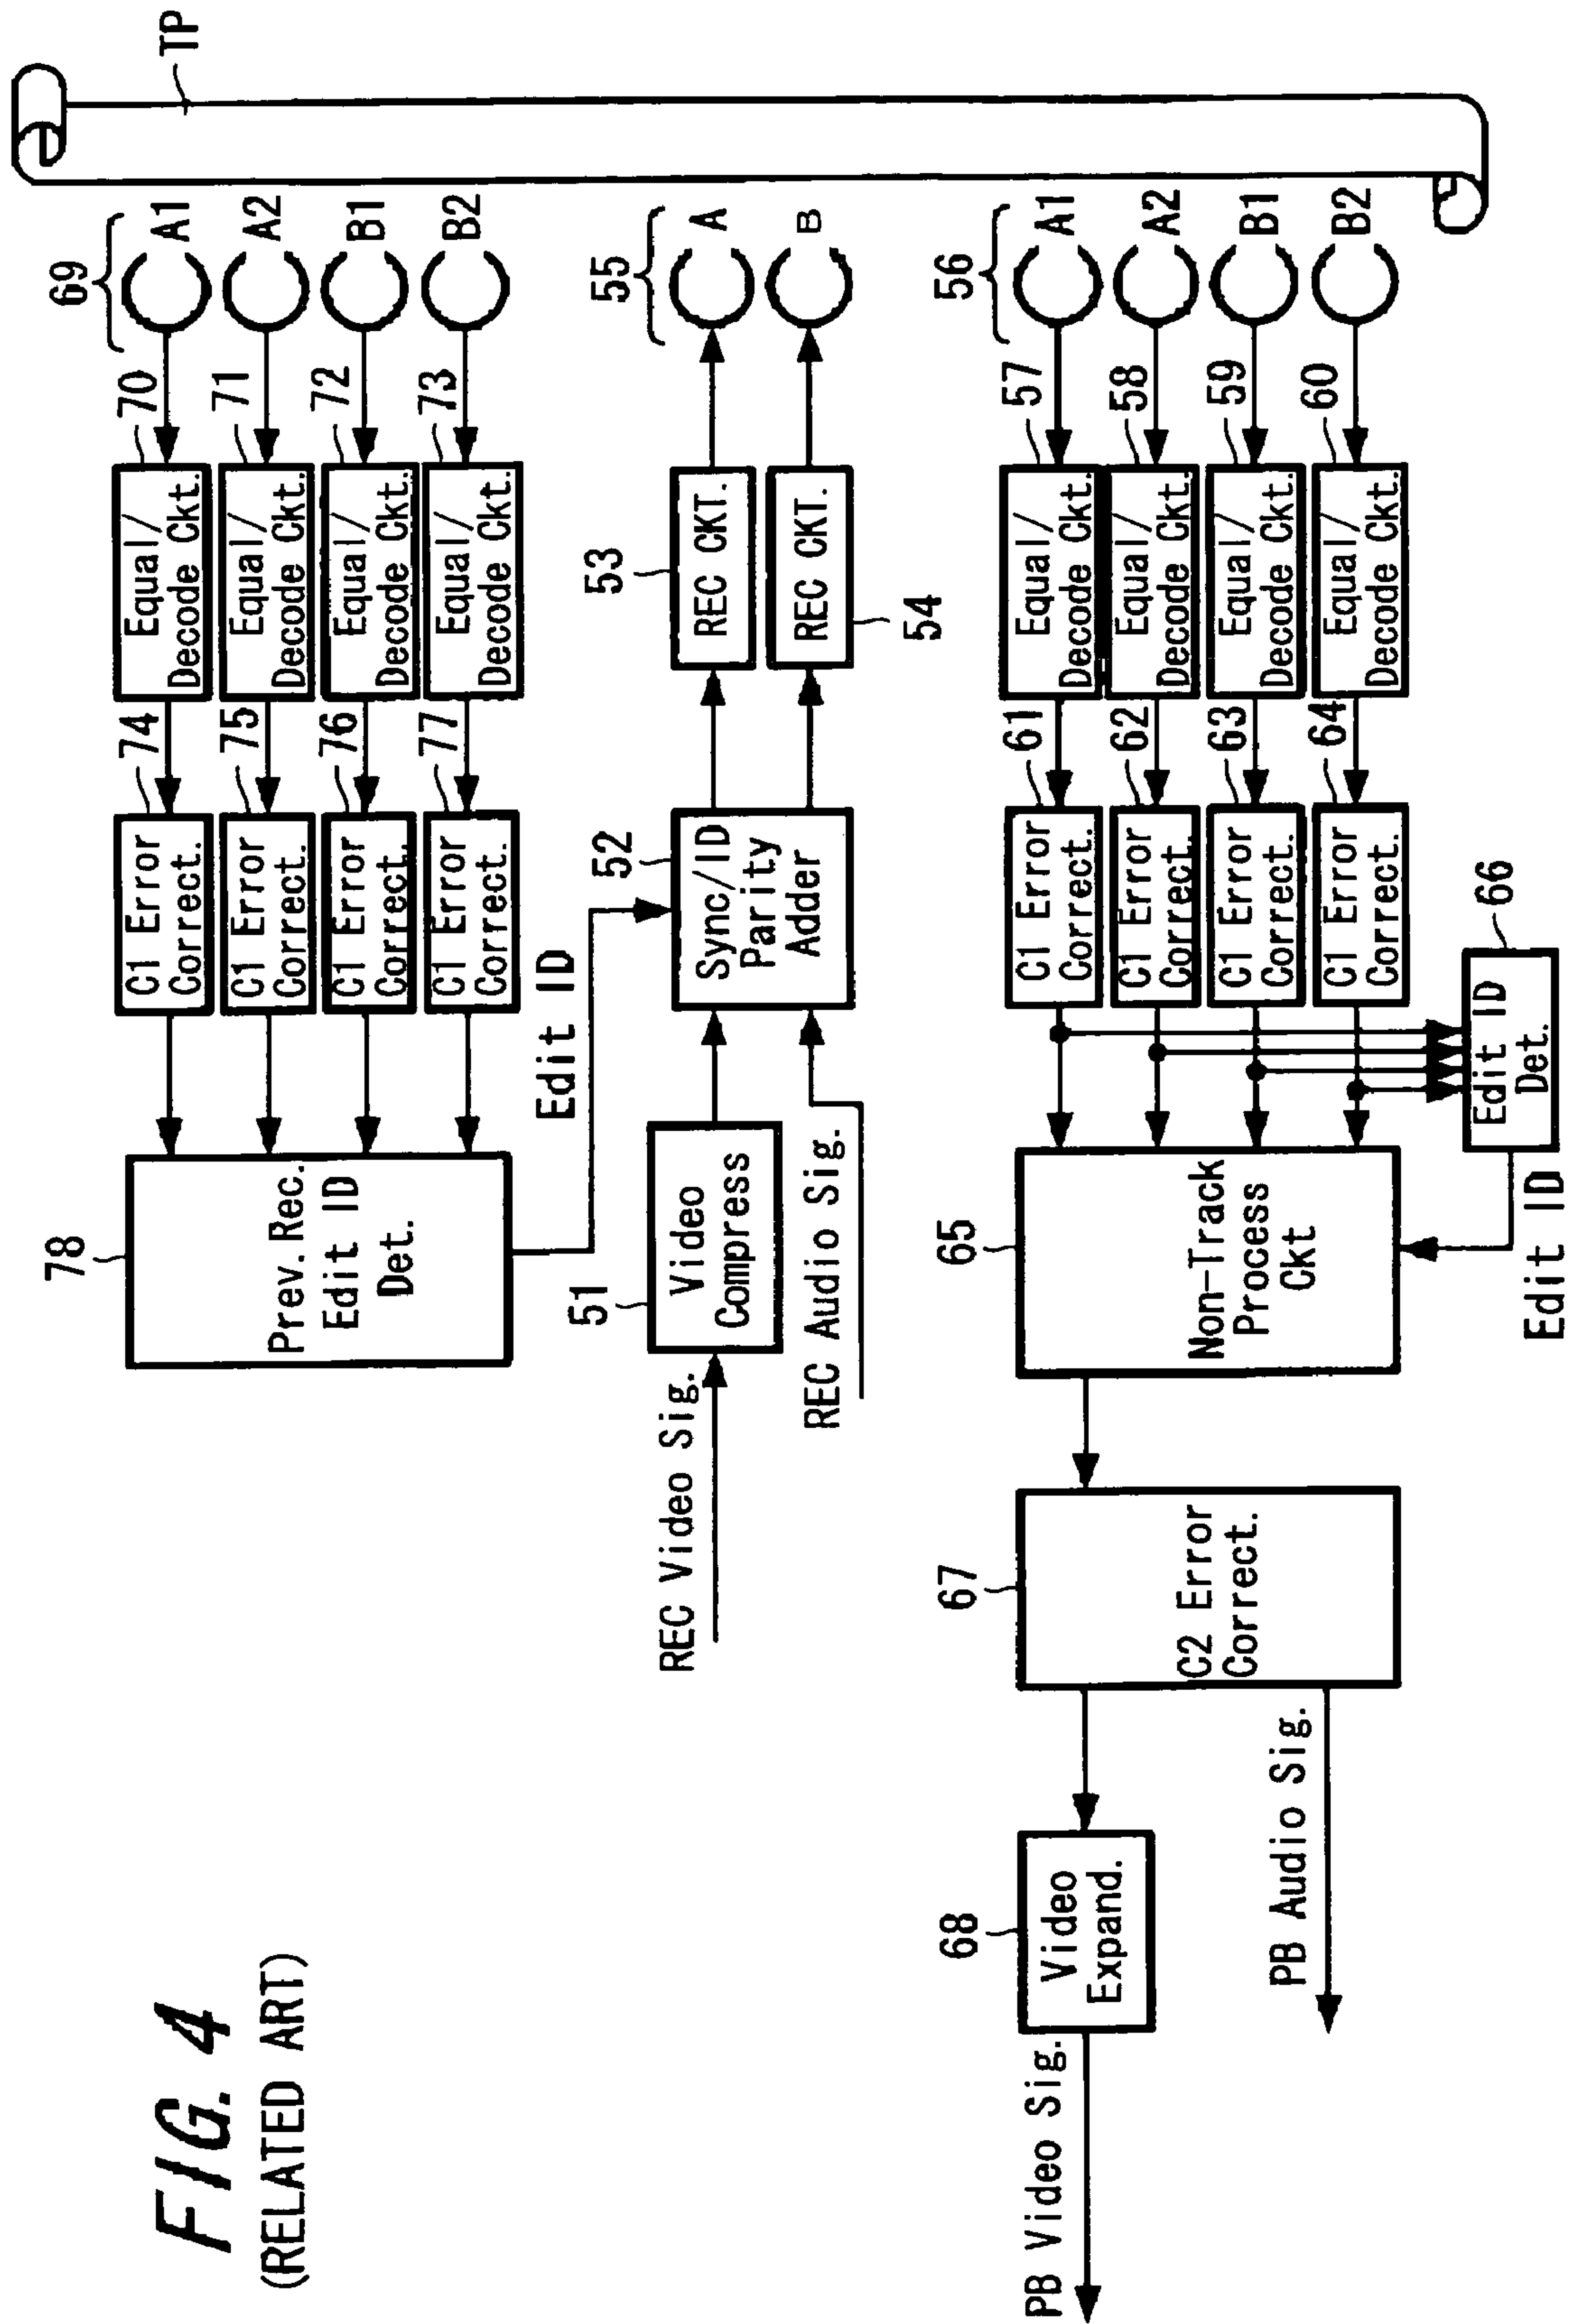 FIG. 4
(RELATED ART)
TP
69
A1
A2
B1
B2
70
71
72
73
Equal/
Decode Ckt.
Equal/
Decode Ckt.
Equal/
Decode Ckt.
Equal/
Decode Ckt.
74
75
76
77
C1 Error
Correct.
C1 Error
Correct.
C1 Error
Correct.
C1 Error
Correct.
78
Prev. Rec.
Edit ID
Det.
Edit ID
55
A
B
53
REC CKT.
REC CKT.
54
52
Sync/ID
Parity
Adder
51
Video
Compress
REC Video Sig.
REC Audio Sig.
56
A1
A2
B1
B2
57
58
59
60
Equal/
Decode Ckt.
Equal/
Decode Ckt.
Equal/
Decode Ckt.
Equal/
Decode Ckt.
61
62
63
64
C1 Error
Correct.
C1 Error
Correct.
C1 Error
Correct.
C1 Error
Correct.
66
Edit ID
Det.
Edit ID
65
Non-Track
Process
Ckt
67
C2 Error
Correct.
68
Video
Expand.
PB Video Sig.
PB Audio Sig.